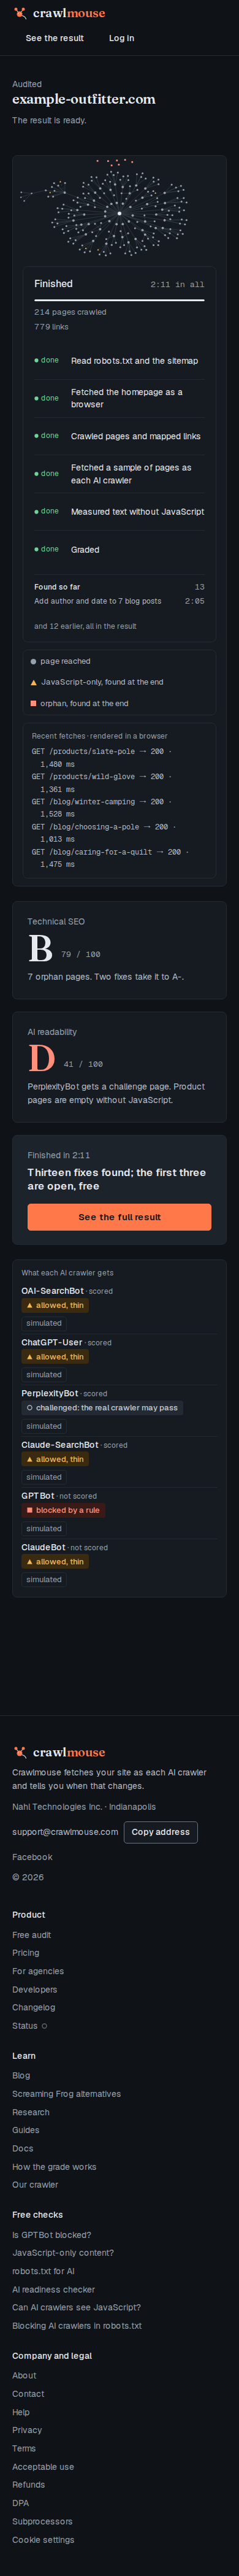 crawlmouse
See the result
Log in
Audited
example-outfitter.com
The result is ready.
Finished
2:11 in all
214 pages crawled
779 links
done
Read robots.txt and the sitemap
done
Fetched the homepage as a
browser
done
Crawled pages and mapped links
done
Fetched a sample of pages as
each AI crawler
done
Measured text without JavaScript
done
Graded
Found so far
13
Add author and date to 7 blog posts
2:05
and 12 earlier, all in the result
page reached
JavaScript-only, found at the end
orphan, found at the end
Recent fetches · rendered in a browser
GET /products/slate-pole → 200 ·
1,480 ms
GET /products/wild-glove → 200 ·
1,361 ms
GET /blog/winter-camping → 200 ·
1,528 ms
GET /blog/choosing-a-pole → 200 ·
1,013 ms
GET /blog/caring-for-a-quilt → 200 ·
1,475 ms
Technical SEO
B 79 / 100
7 orphan pages. Two fixes take it to A-.
AI readability
D 41 / 100
PerplexityBot gets a challenge page. Product
pages are empty without JavaScript.
Finished in 2:11
Thirteen fixes found; the first three
are open, free
See the full result
What each AI crawler gets
OAI-SearchBot · scored
allowed, thin
simulated
ChatGPT-User · scored
allowed, thin
simulated
PerplexityBot · scored
challenged: the real crawler may pass
simulated
Claude-SearchBot · scored
allowed, thin
simulated
GPTBot · not scored
blocked by a rule
simulated
ClaudeBot · not scored
allowed, thin
simulated
crawlmouse
Crawlmouse fetches your site as each AI crawler
and tells you when that changes.
Nahl Technologies Inc. · Indianapolis
support@crawlmouse.com
Copy address
Facebook
© 2026
Product
Free audit
Pricing
For agencies
Developers
Changelog
Status
Learn
Blog
Screaming Frog alternatives
Research
Guides
Docs
How the grade works
Our crawler
Free checks
Is GPTBot blocked?
JavaScript-only content?
robots.txt for AI
AI readiness checker
Can AI crawlers see JavaScript?
Blocking AI crawlers in robots.txt
Company and legal
About
Contact
Help
Privacy
Terms
Acceptable use
Refunds
DPA
Subprocessors
Cookie settings